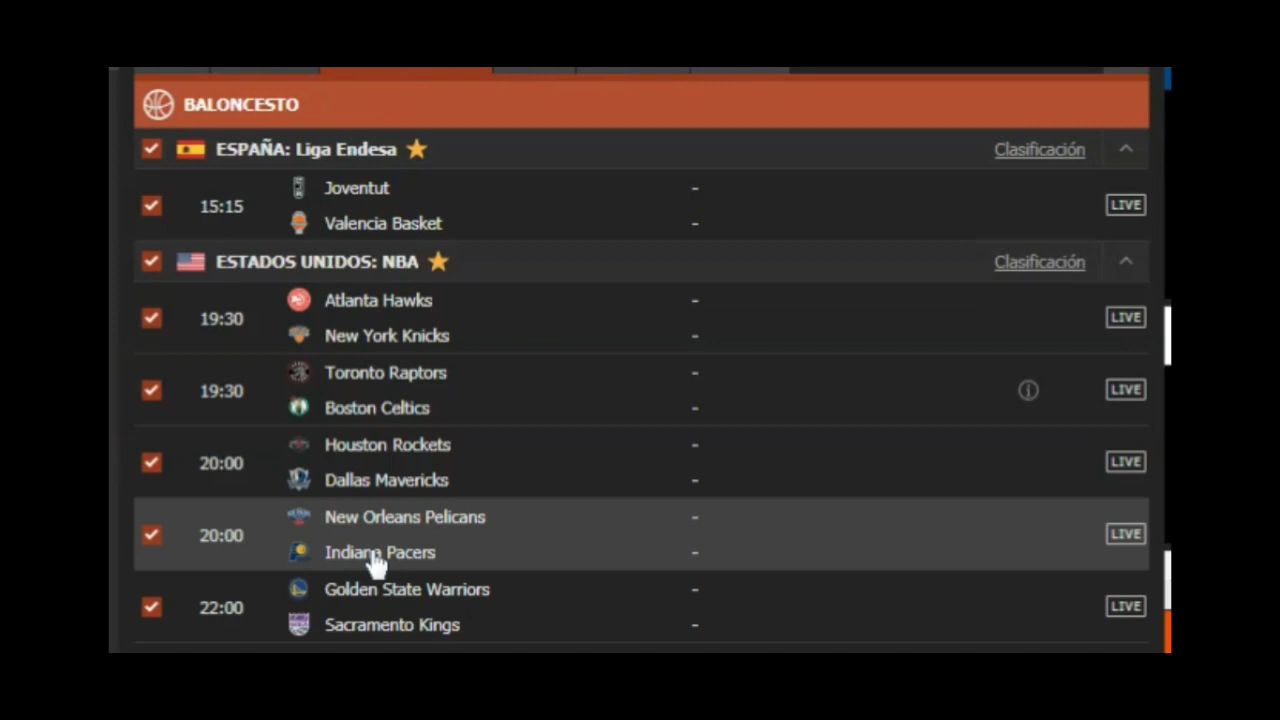 BALONCESTO
ESPAÑA: Liga Endesa Clasificación
15:15 Joventut - LIVE
Valencia Basket -
ESTADOS UNIDOS: NBA Clasificación
19:30 Atlanta Hawks - LIVE
New York Knicks -
19:30 Toronto Raptors - LIVE
Boston Celtics -
20:00 Houston Rockets - LIVE
Dallas Mavericks -
20:00 New Orleans Pelicans - LIVE
Indiana Pacers -
22:00 Golden State Warriors - LIVE
Sacramento Kings -